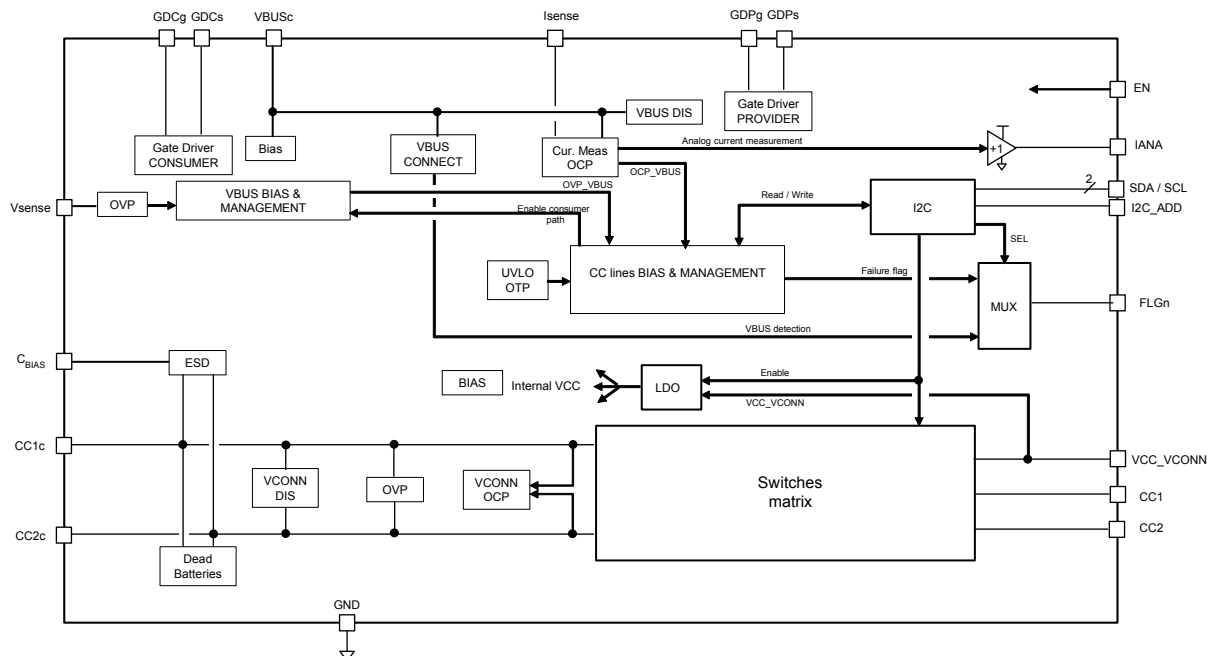 GDCg GDCs VBUSc Isense GDPg GDPs
EN
VBUS DIS
Gate Driver
PROVIDER
Gate Driver
CONSUMER
Bias
VBUS
CONNECT
Cur. Meas
OCP
Analog current measurement
+1
IANA
OCP_VBUS
OVP_VBUS
Vsense
OVP
VBUS BIAS &
MANAGEMENT
Enable consumer
path
Read / Write
I2C
2
SDA / SCL
I2C_ADD
SEL
UVLO
OTP
CC lines BIAS & MANAGEMENT
Failure flag
MUX
FLGn
VBUS detection
CBIAS
ESD
BIAS
Internal VCC
LDO
Enable
VCC_VCONN
CC1c
VCONN
DIS
OVP
VCONN
OCP
Switches
matrix
VCC_VCONN
CC1
CC2c
CC2
Dead
Batteries
GND